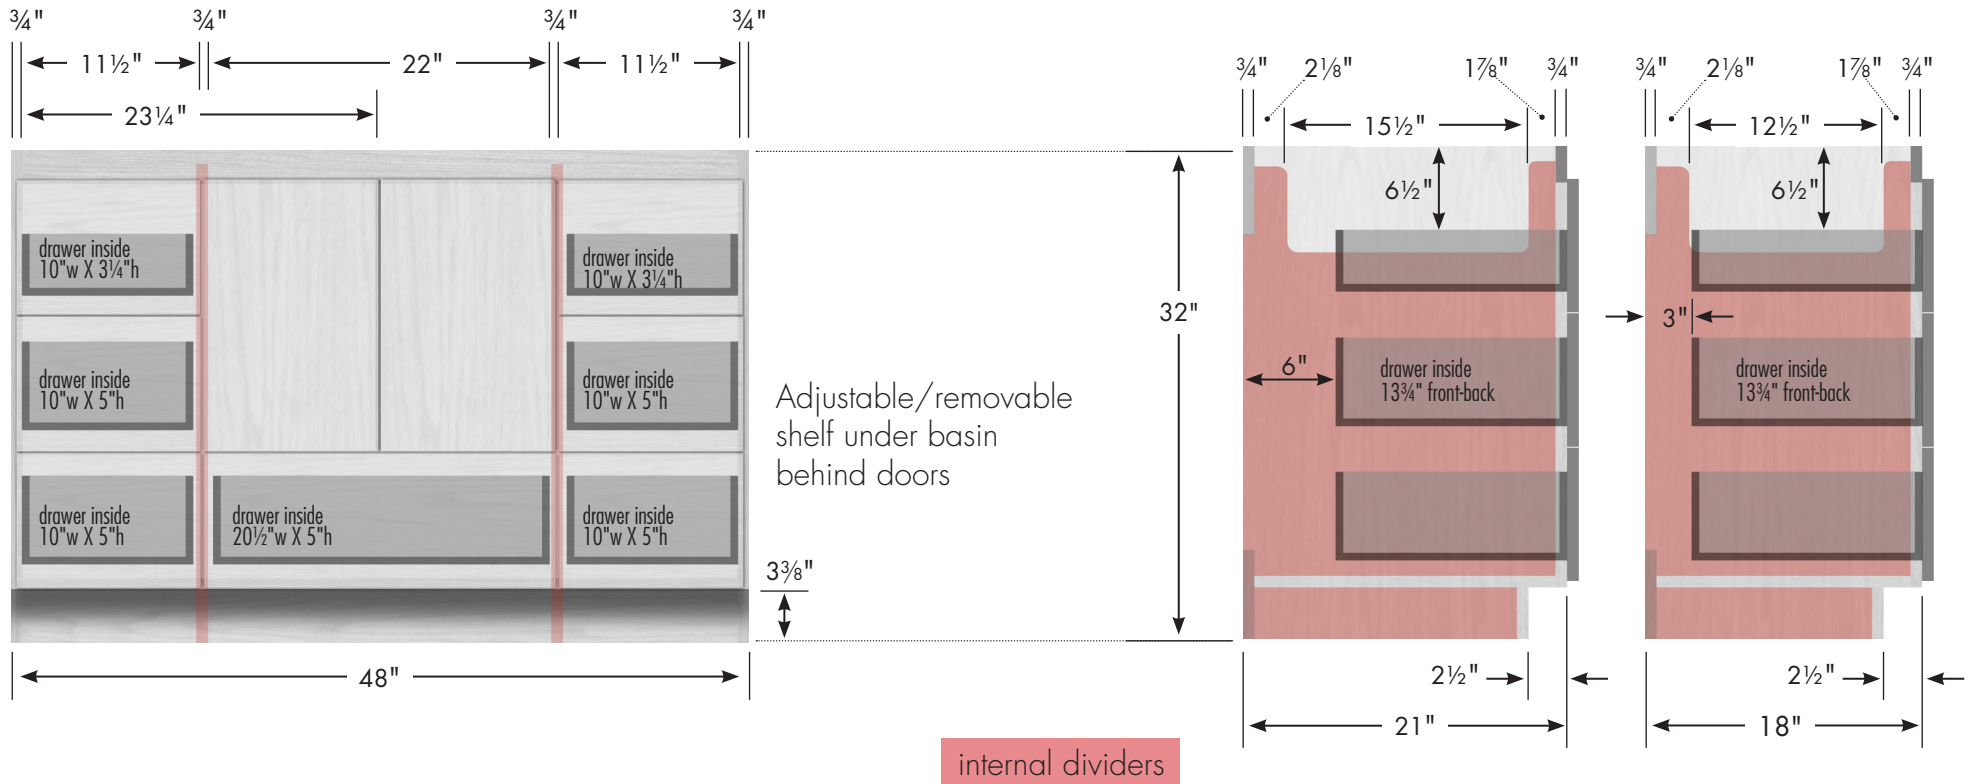 ¾" ¾" ¾" ¾"
11½" 22" 11½"
23¼"
¾" 2⅛" 1⅞" ¾" ¾" 2⅛" 1⅞" ¾"
15½" 12½"
6½" 6½"
drawer inside
10"w X 3¼"h
drawer inside
10"w X 3¼"h
32"
3"
drawer inside
10"w X 5"h
drawer inside
10"w X 5"h
6"
drawer inside
13¾" front-back
drawer inside
13¾" front-back
Adjustable/removable
shelf under basin
behind doors
drawer inside
10"w X 5"h
drawer inside
20½"w X 5"h
drawer inside
10"w X 5"h
3⅜"
48"
2½" 2½"
21" 18"
internal dividers